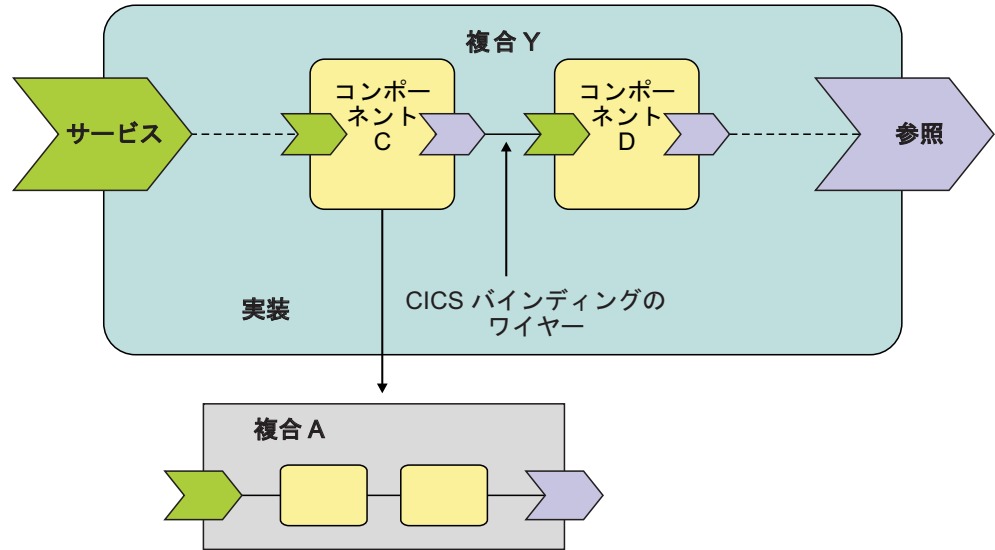 複合 Y
サービス
コンポー
ネント
C
コンポー
ネント
D
参照
CICS バインディングの
ワイヤー
実装
複合 A